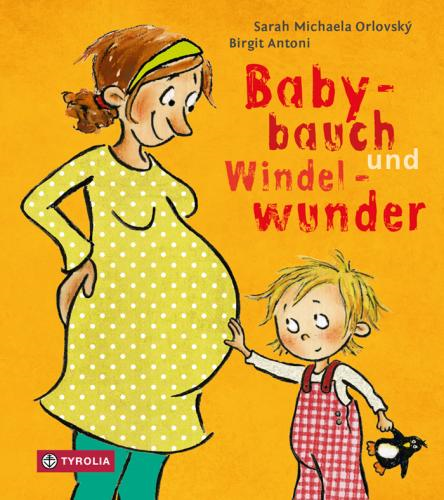 Sarah Michaela Orlovský
Birgit Antoni
Baby-
bauch
und
Windel-
wunder
TYROLIA